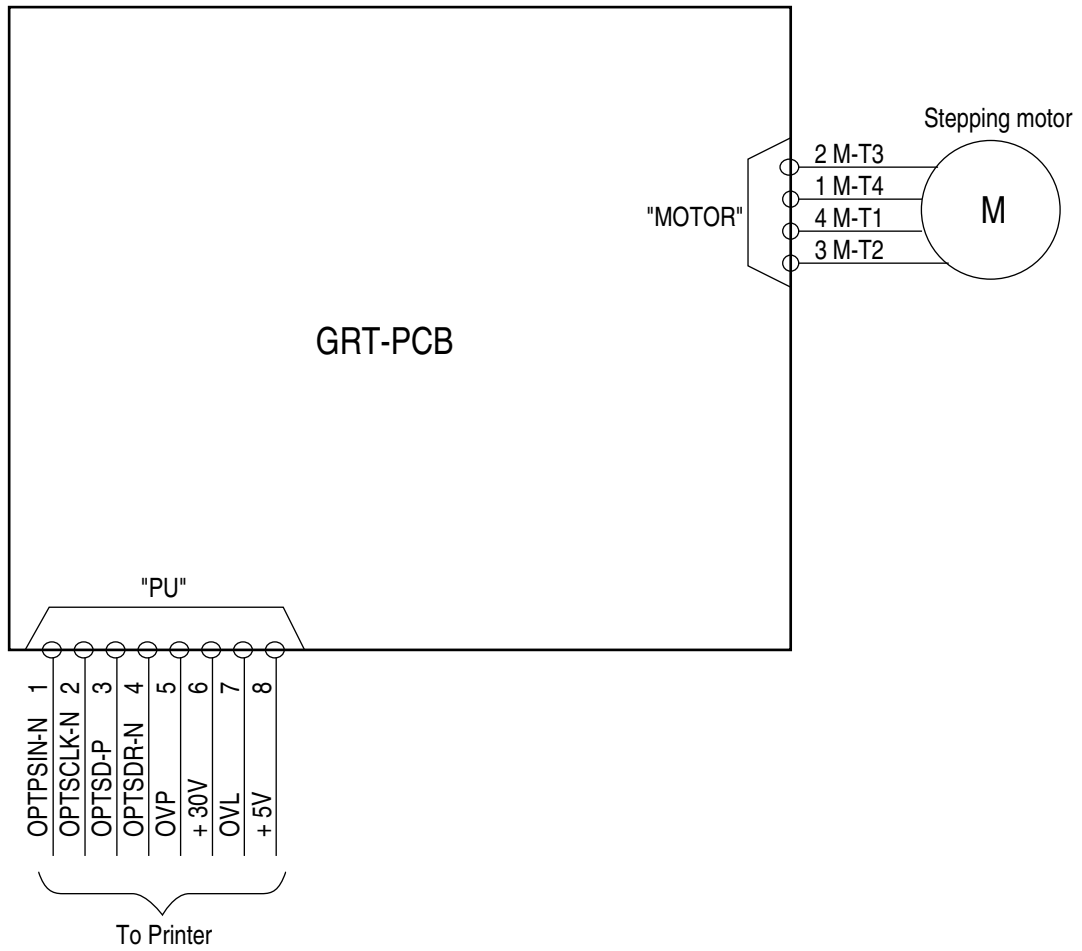 Stepping motor
2 M-T3
1 M-T4
4 M-T1
3 M-T2
M
"MOTOR"
GRT-PCB
"PU"
OPTPSIN-N 1
OPTSCLK-N 2
OPTSD-P 3
OPTSDR-N 4
OVP 5
+ 30V 6
OVL 7
+ 5V 8
To Printer